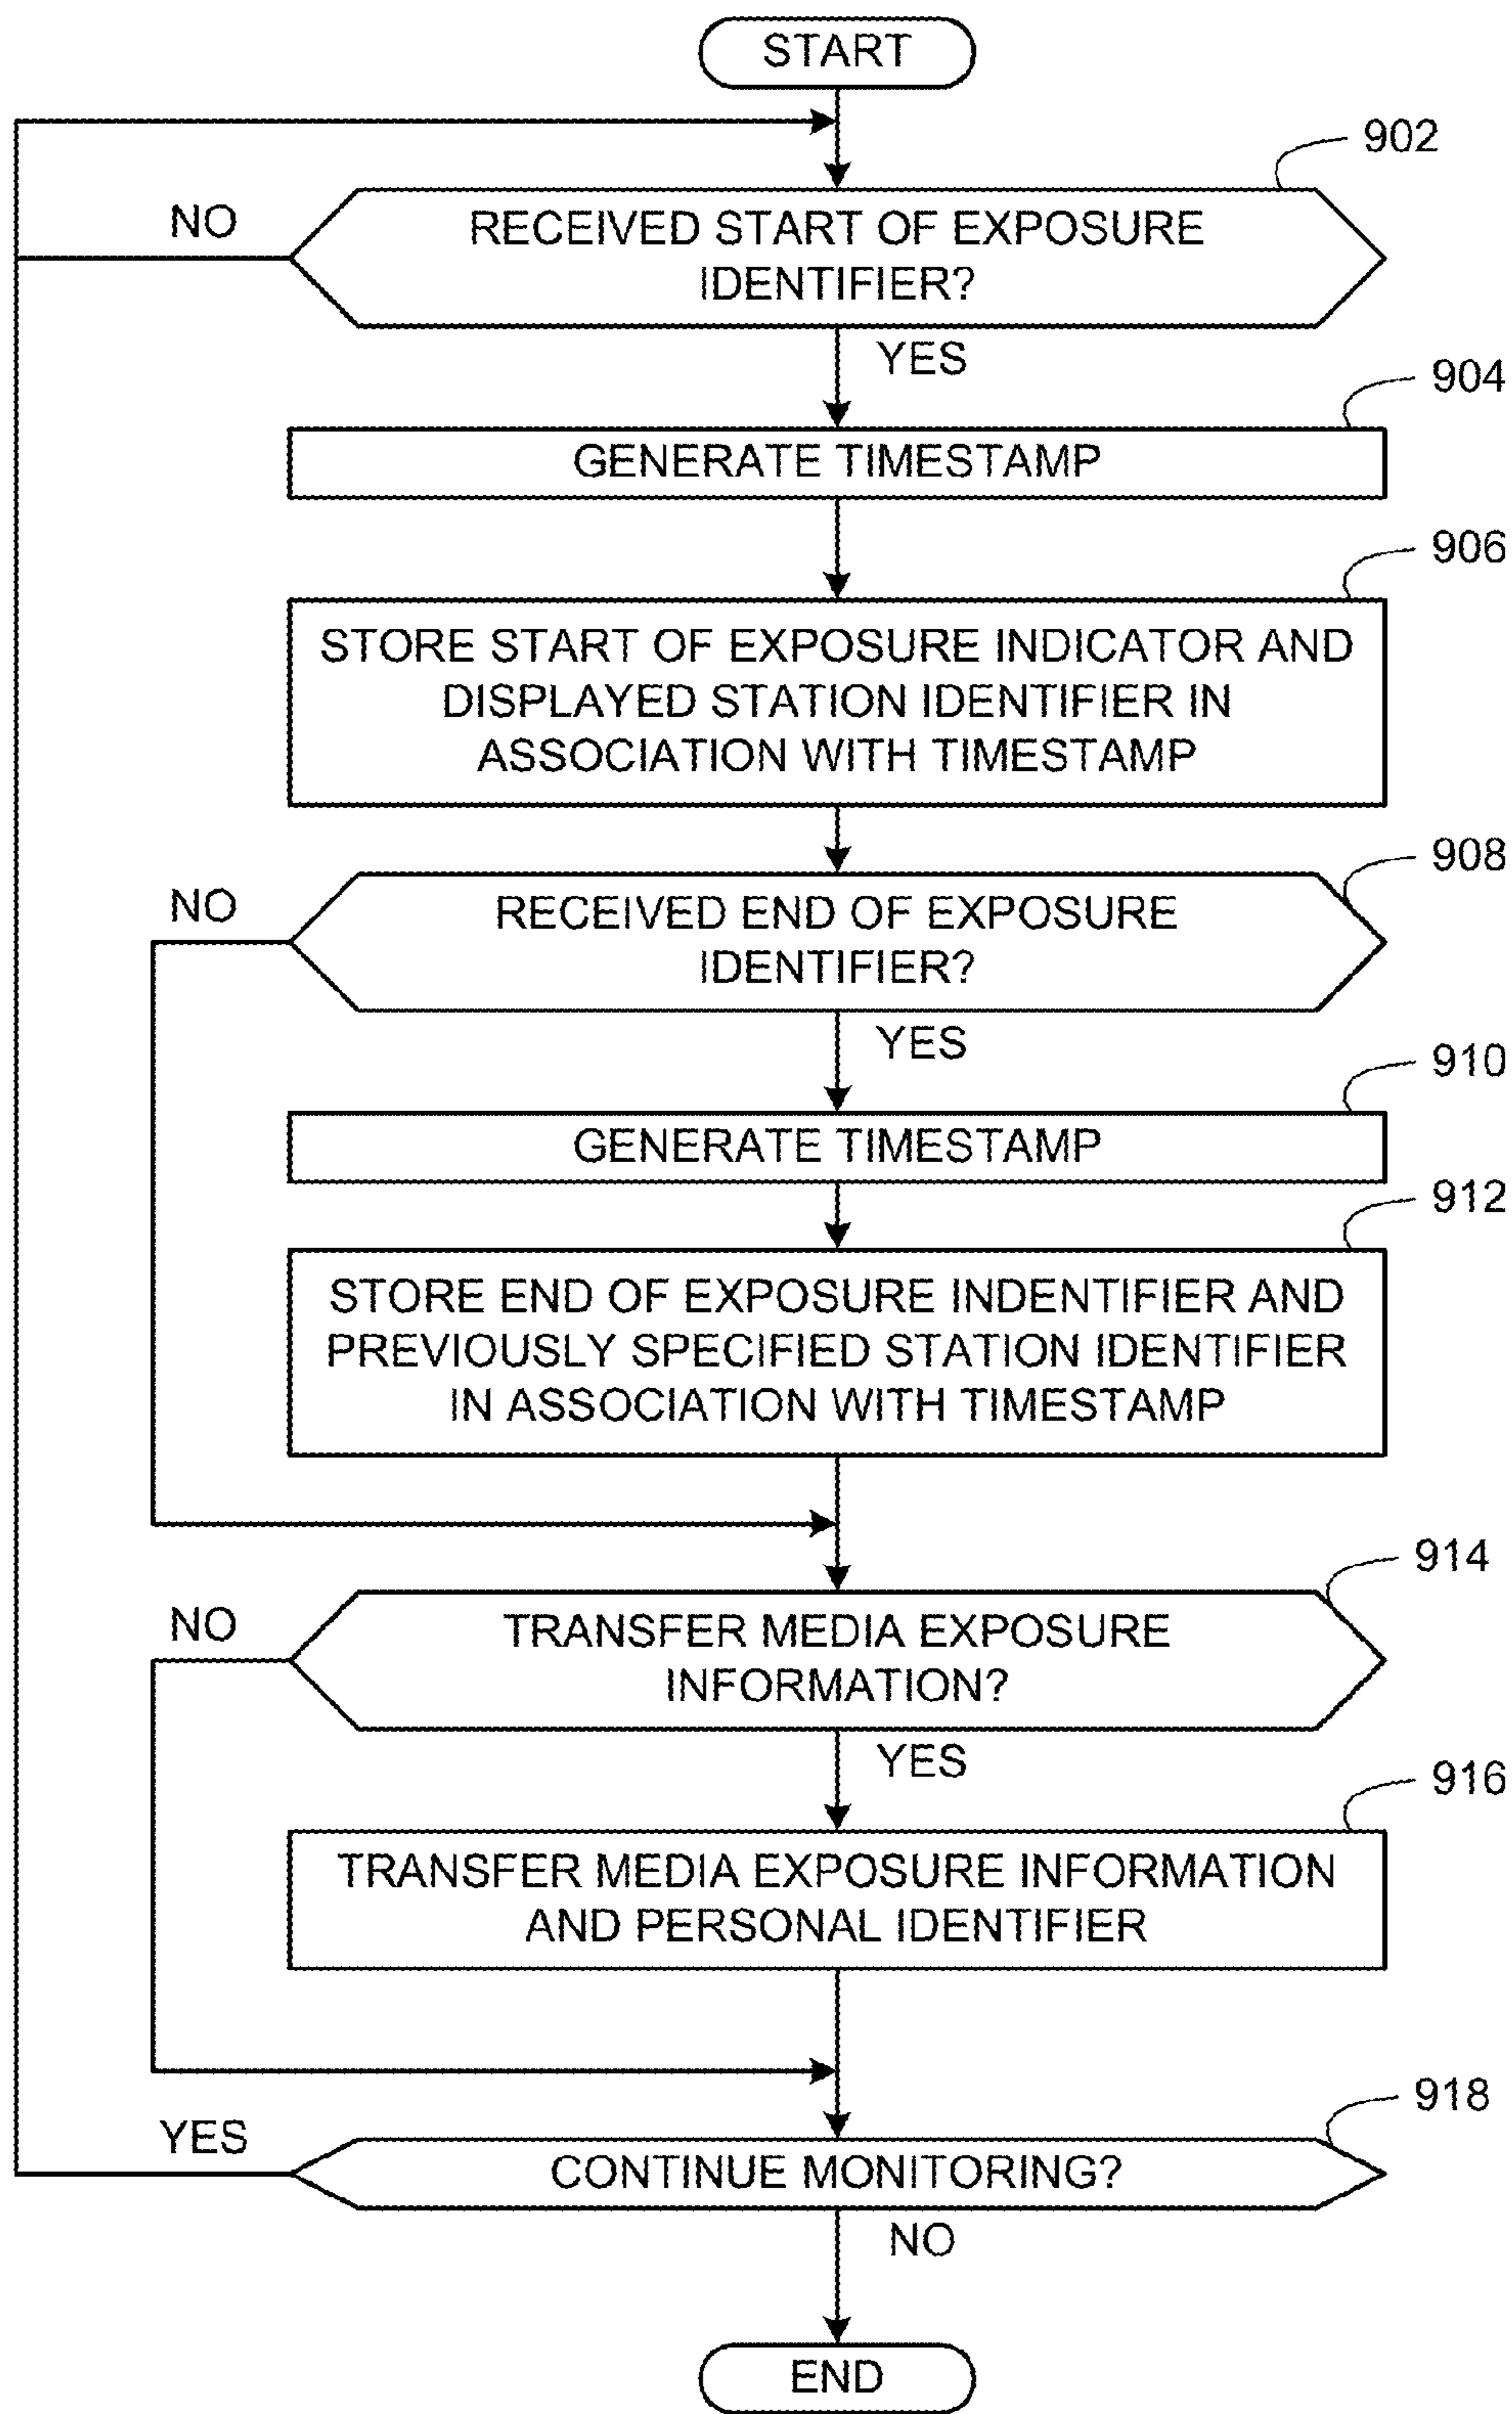 START
902
NO
RECEIVED START OF EXPOSURE
IDENTIFIER?
YES
904
GENERATE TIMESTAMP
906
STORE START OF EXPOSURE INDICATOR AND
DISPLAYED STATION IDENTIFIER IN
ASSOCIATION WITH TIMESTAMP
908
NO
RECEIVED END OF EXPOSURE
IDENTIFIER?
YES
910
GENERATE TIMESTAMP
912
STORE END OF EXPOSURE INDENTIFIER AND
PREVIOUSLY SPECIFIED STATION IDENTIFIER
IN ASSOCIATION WITH TIMESTAMP
914
NO
TRANSFER MEDIA EXPOSURE
INFORMATION?
YES
916
TRANSFER MEDIA EXPOSURE INFORMATION
AND PERSONAL IDENTIFIER
918
YES
CONTINUE MONITORING?
NO
END